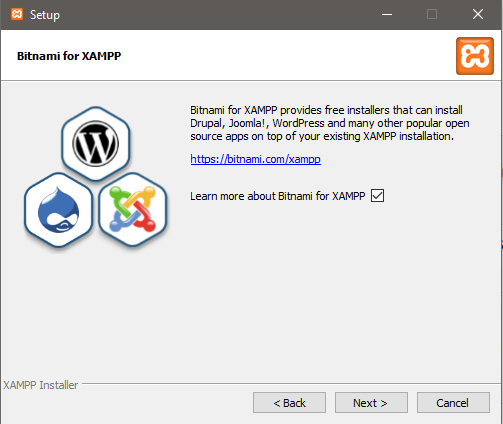 Setup
Bitnami for XAMPP
Bitnami for XAMPP provides free installers that can install
Drupal, Joomla!, WordPress and many other popular open
source apps on top of your existing XAMPP installation.
https://bitnami.com/xampp
Learn more about Bitnami for XAMPP
XAMPP Installer
< Back
Next >
Cancel